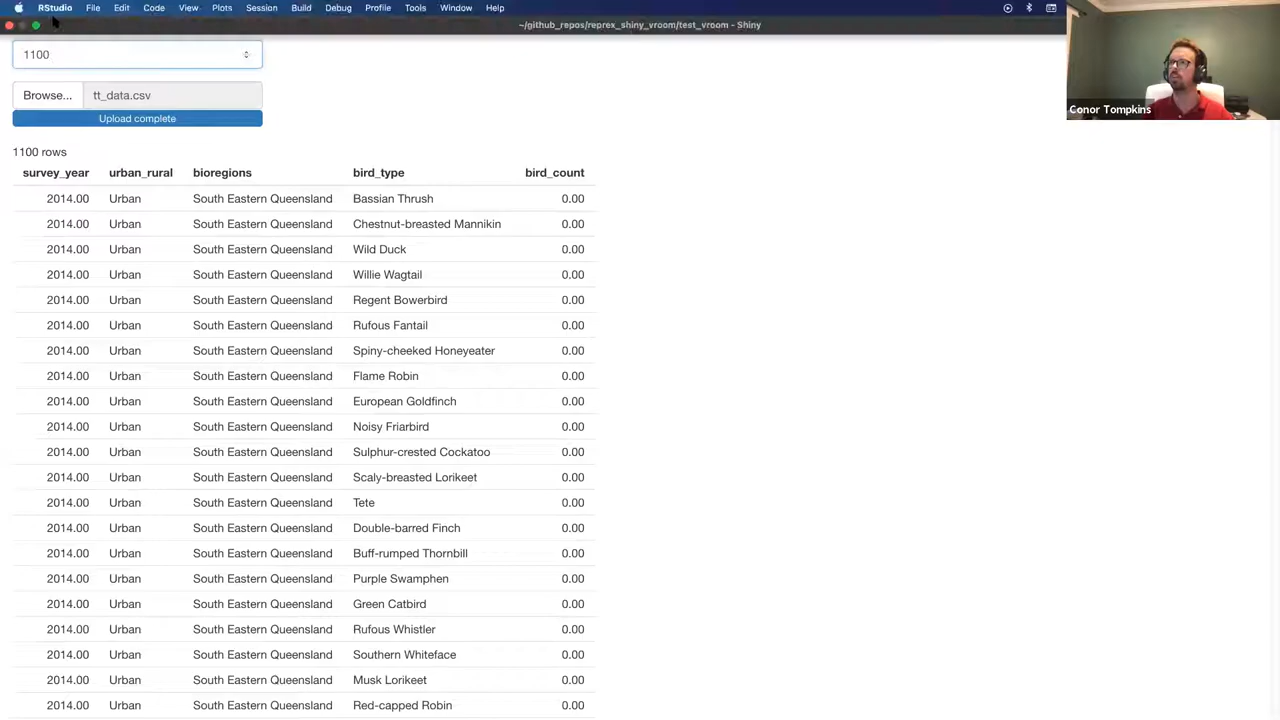 RStudio File Edit Code View Plots Session Build Debug Profile Tools Window Help
~/github_repos/reprex_shiny_vroom/test_vroom - Shiny
1100
Browse... tt_data.csv
Upload complete
Conor Tompkins
1100 rows
survey_year urban_rural bioregions bird_type bird_count
2014.00 Urban South Eastern Queensland Bassian Thrush 0.00
2014.00 Urban South Eastern Queensland Chestnut-breasted Mannikin 0.00
2014.00 Urban South Eastern Queensland Wild Duck 0.00
2014.00 Urban South Eastern Queensland Willie Wagtail 0.00
2014.00 Urban South Eastern Queensland Regent Bowerbird 0.00
2014.00 Urban South Eastern Queensland Rufous Fantail 0.00
2014.00 Urban South Eastern Queensland Spiny-cheeked Honeyeater 0.00
2014.00 Urban South Eastern Queensland Flame Robin 0.00
2014.00 Urban South Eastern Queensland European Goldfinch 0.00
2014.00 Urban South Eastern Queensland Noisy Friarbird 0.00
2014.00 Urban South Eastern Queensland Sulphur-crested Cockatoo 0.00
2014.00 Urban South Eastern Queensland Scaly-breasted Lorikeet 0.00
2014.00 Urban South Eastern Queensland Tete 0.00
2014.00 Urban South Eastern Queensland Double-barred Finch 0.00
2014.00 Urban South Eastern Queensland Buff-rumped Thornbill 0.00
2014.00 Urban South Eastern Queensland Purple Swamphen 0.00
2014.00 Urban South Eastern Queensland Green Catbird 0.00
2014.00 Urban South Eastern Queensland Rufous Whistler 0.00
2014.00 Urban South Eastern Queensland Southern Whiteface 0.00
2014.00 Urban South Eastern Queensland Musk Lorikeet 0.00
2014.00 Urban South Eastern Queensland Red-capped Robin 0.00